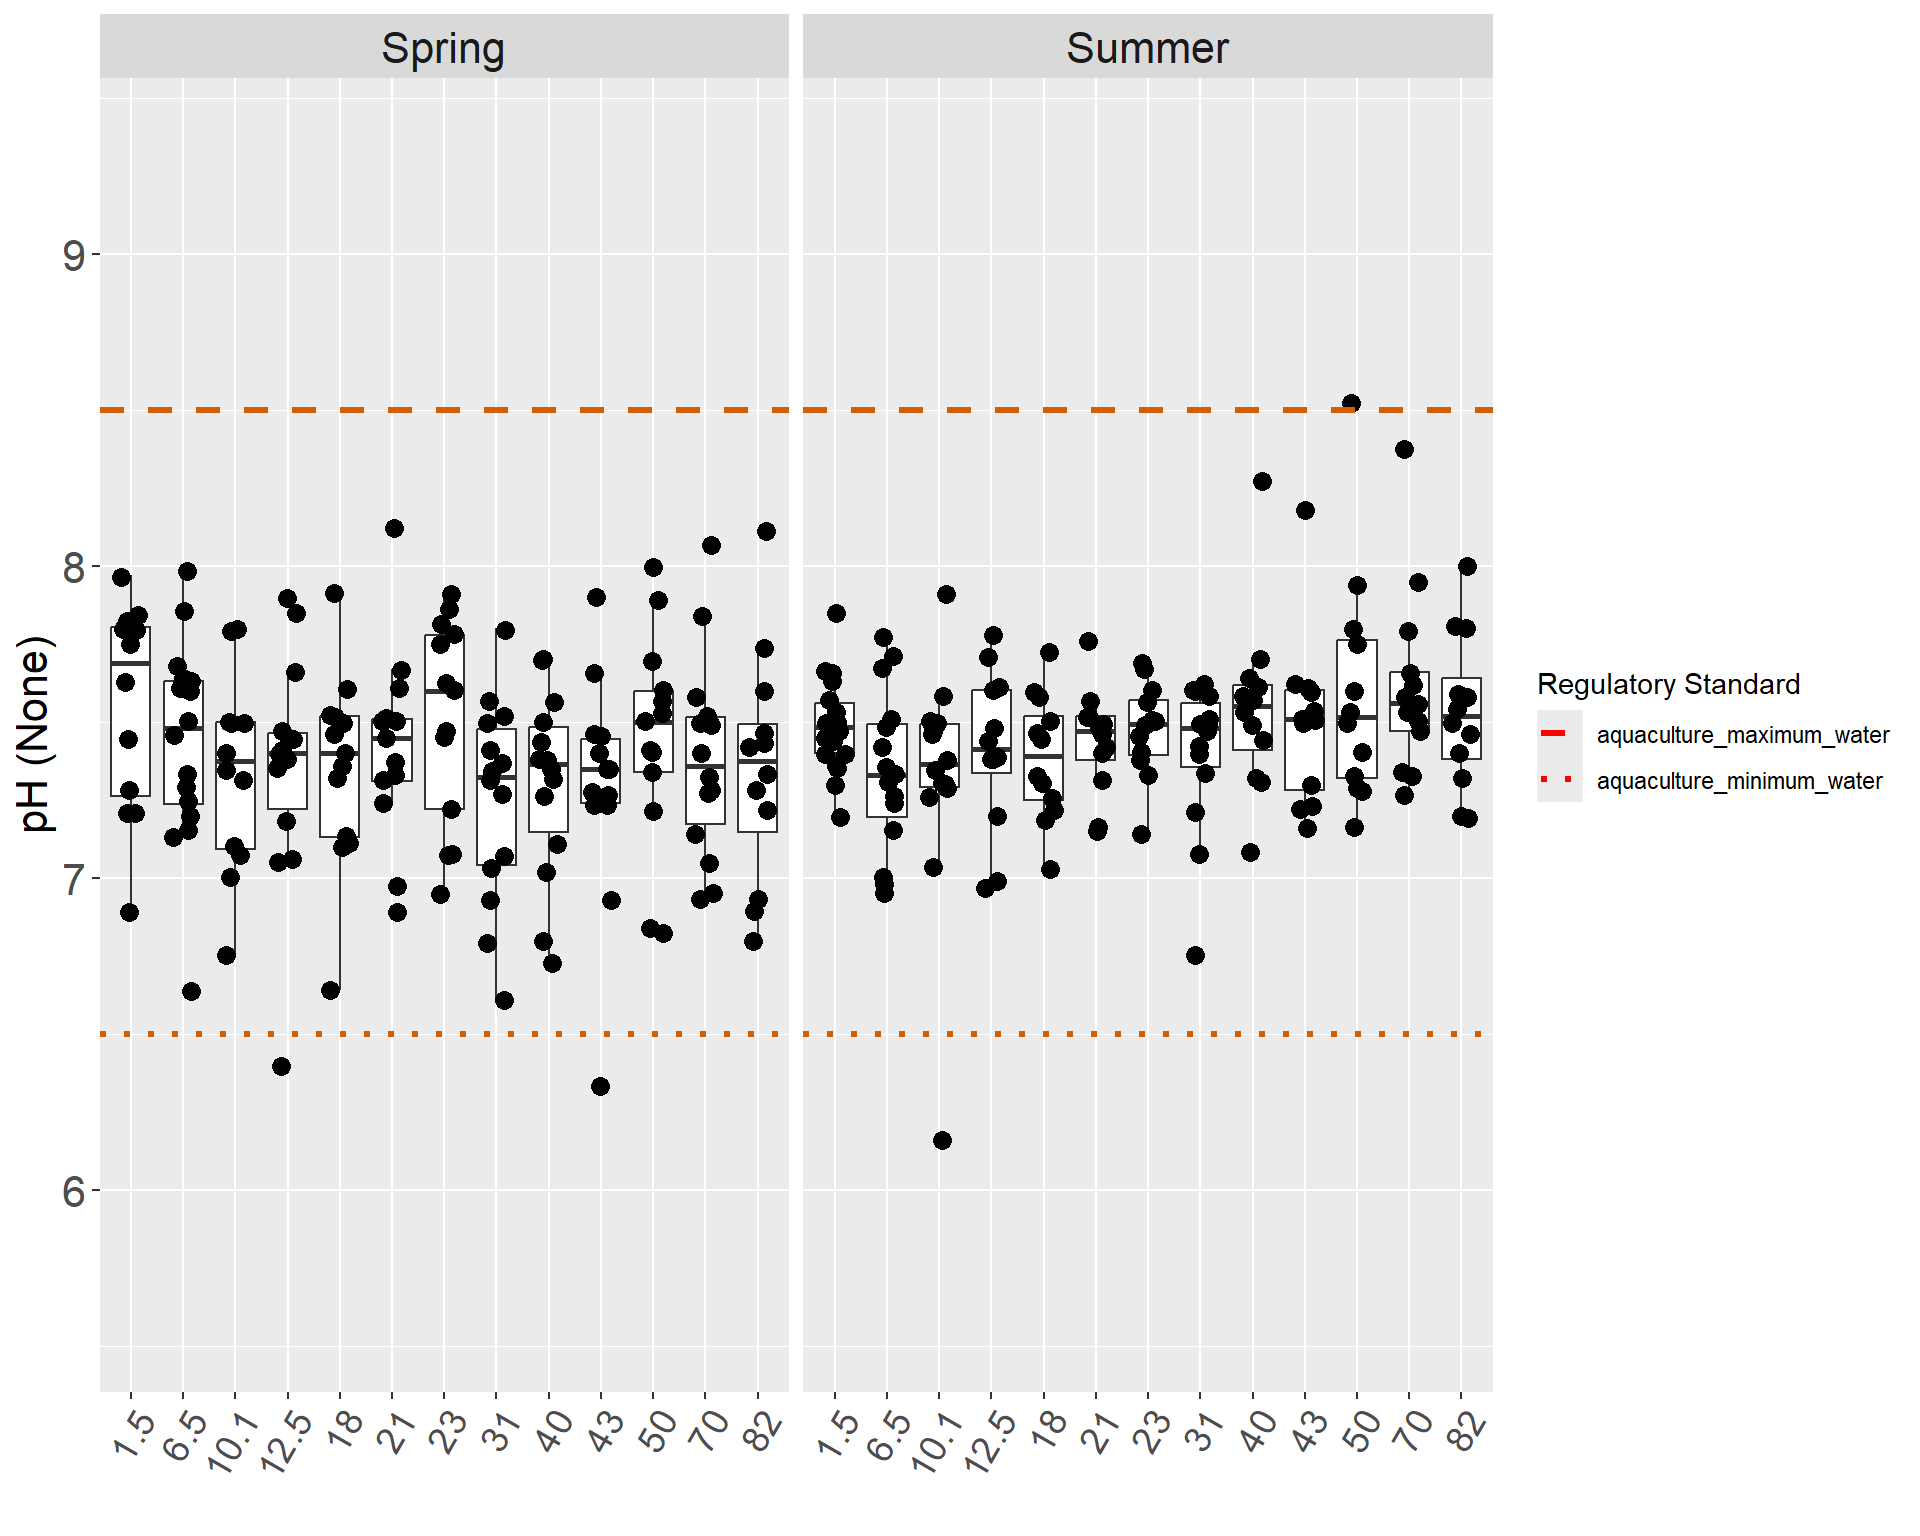 Spring
Summer
pH (None)
9
8
7
6
1.5 6.5 10.1 12.5 18 21 23 31 40 43 50 70 82
1.5 6.5 10.1 12.5 18 21 23 31 40 43 50 70 82
Regulatory Standard
aquaculture_maximum_water
aquaculture_minimum_water